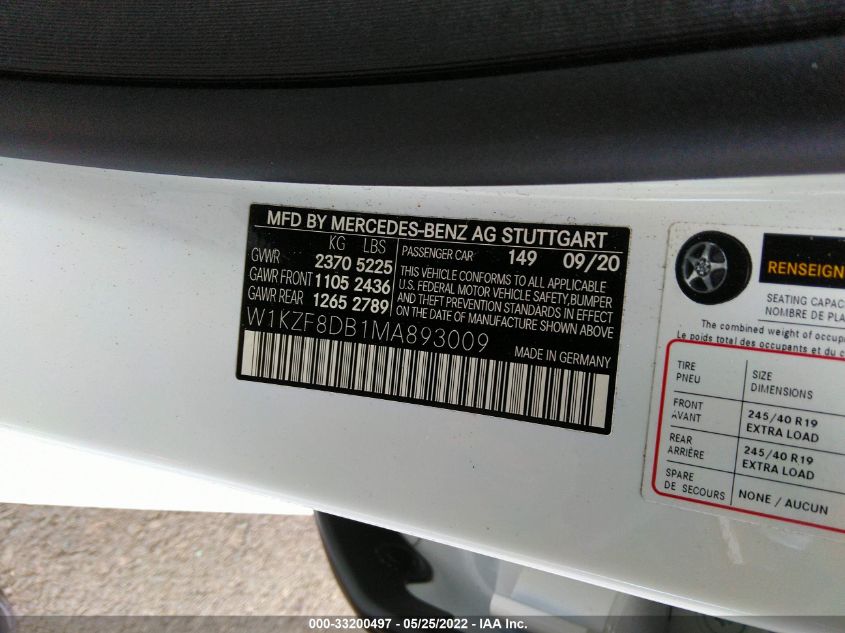 MFD BY MERCEDES-BENZ AG STUTTGART
KG LBS
GVWR 2370 5225
GAWR FRONT 1105 2436
GAWR REAR 1265 2789
PASSENGER CAR 149 09/20
THIS VEHICLE CONFORMS TO ALL APPLICABLE
U.S. FEDERAL MOTOR VEHICLE SAFETY, BUMPER
AND THEFT PREVENTION STANDARDS IN EFFECT
ON THE DATE OF MANUFACTURE SHOWN ABOVE.
W1KZF8DB1MA893009
MADE IN GERMANY
RENSEIGN
SEATING CAPAC
NOMBRE DE PLA
The combined weight of occup
Le poids total des occupants et du c
TIRE
PNEU
SIZE
DIMENSIONS
FRONT
AVANT
245/40 R19
EXTRA LOAD
REAR
ARRIÈRE
245/40 R19
EXTRA LOAD
SPARE
DE SECOURS
NONE / AUCUN
000-33200497 - 05/25/2022 - IAA Inc.